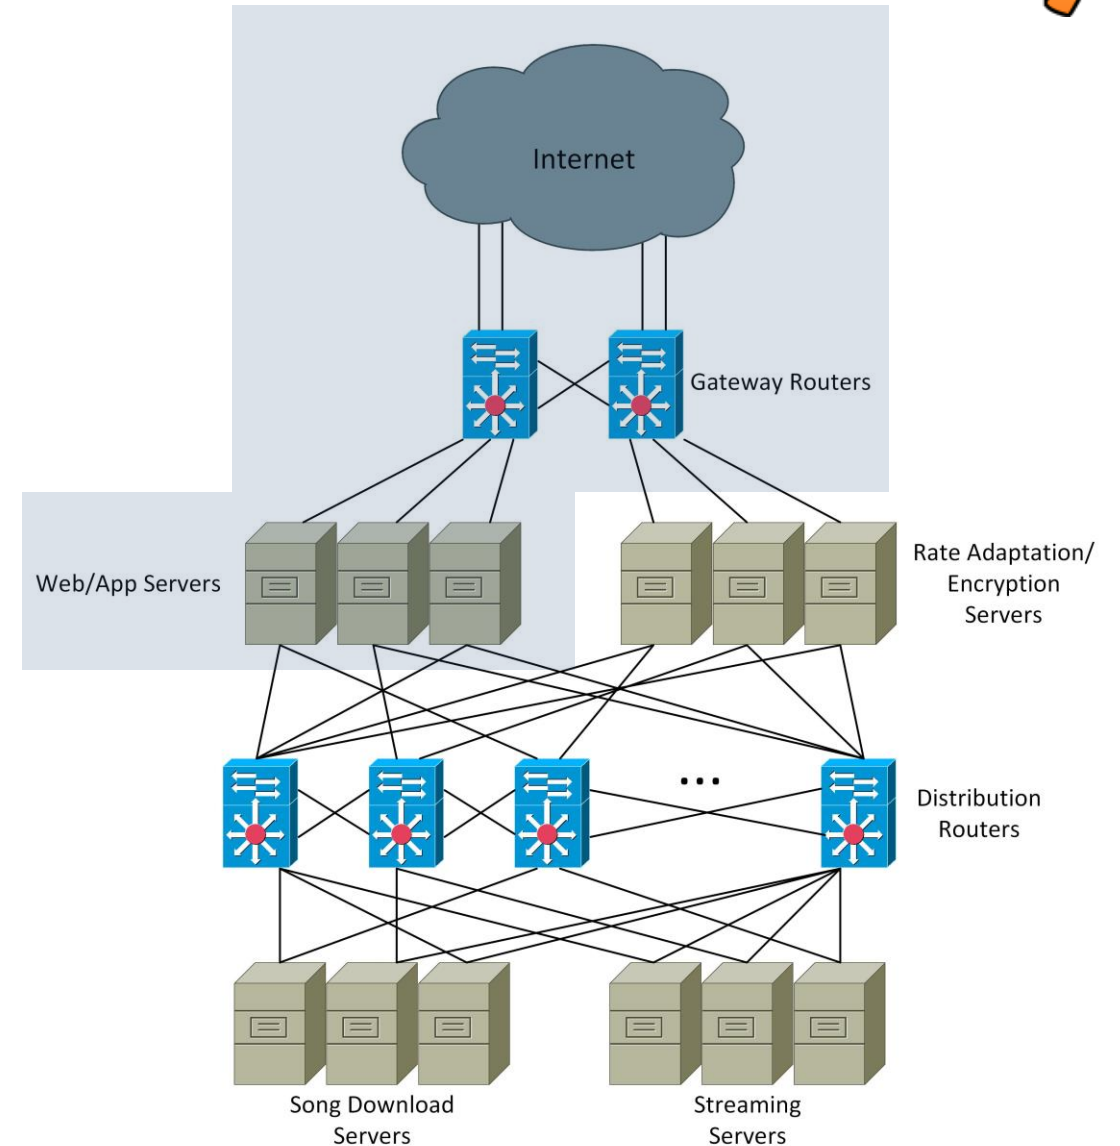 Internet
Gateway Routers
Web/App Servers
Rate Adaptation/
Encryption
Servers
...
Distribution
Routers
Song Download
Servers
Streaming
Servers